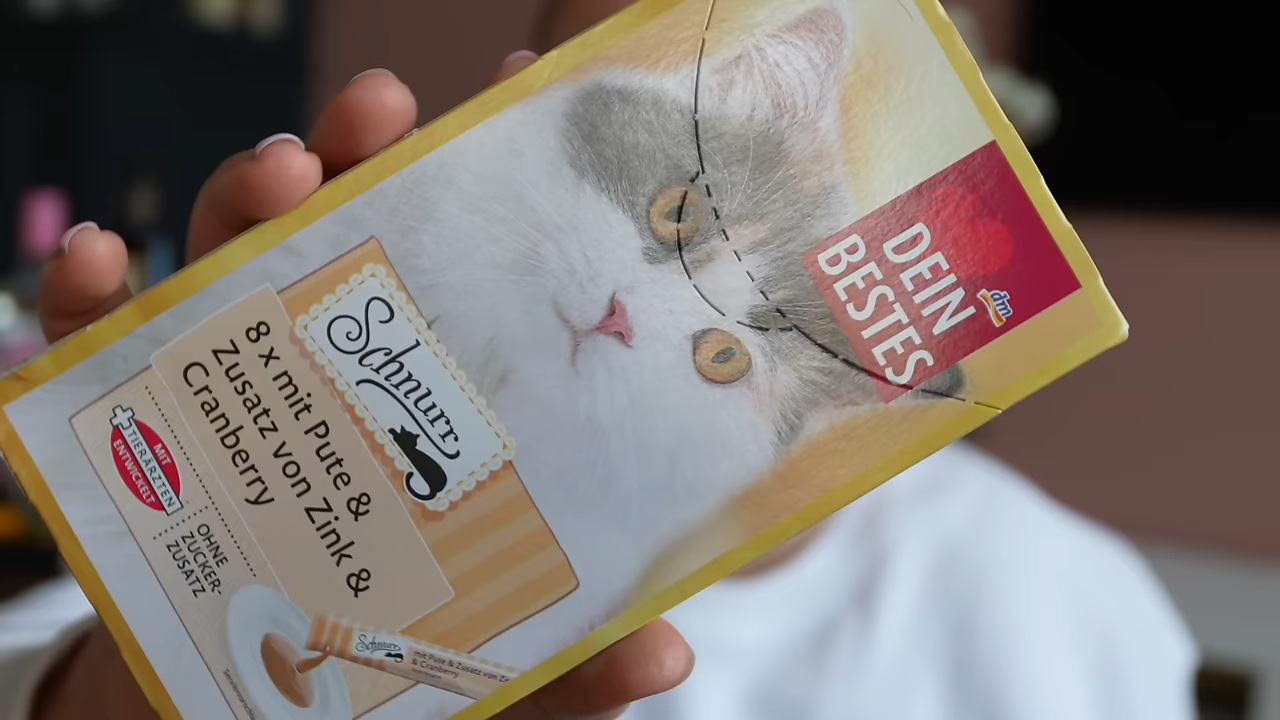 DEIN
BESTES
dm
Schnurr
8 x mit Pute &
Zusatz von Zink &
Cranberry
MIT
TIERÄRZTEN
ENTWICKELT
OHNE
ZUCKER-
ZUSATZ
Schnurr
mit Pute & Zusatz von
& Cranberry